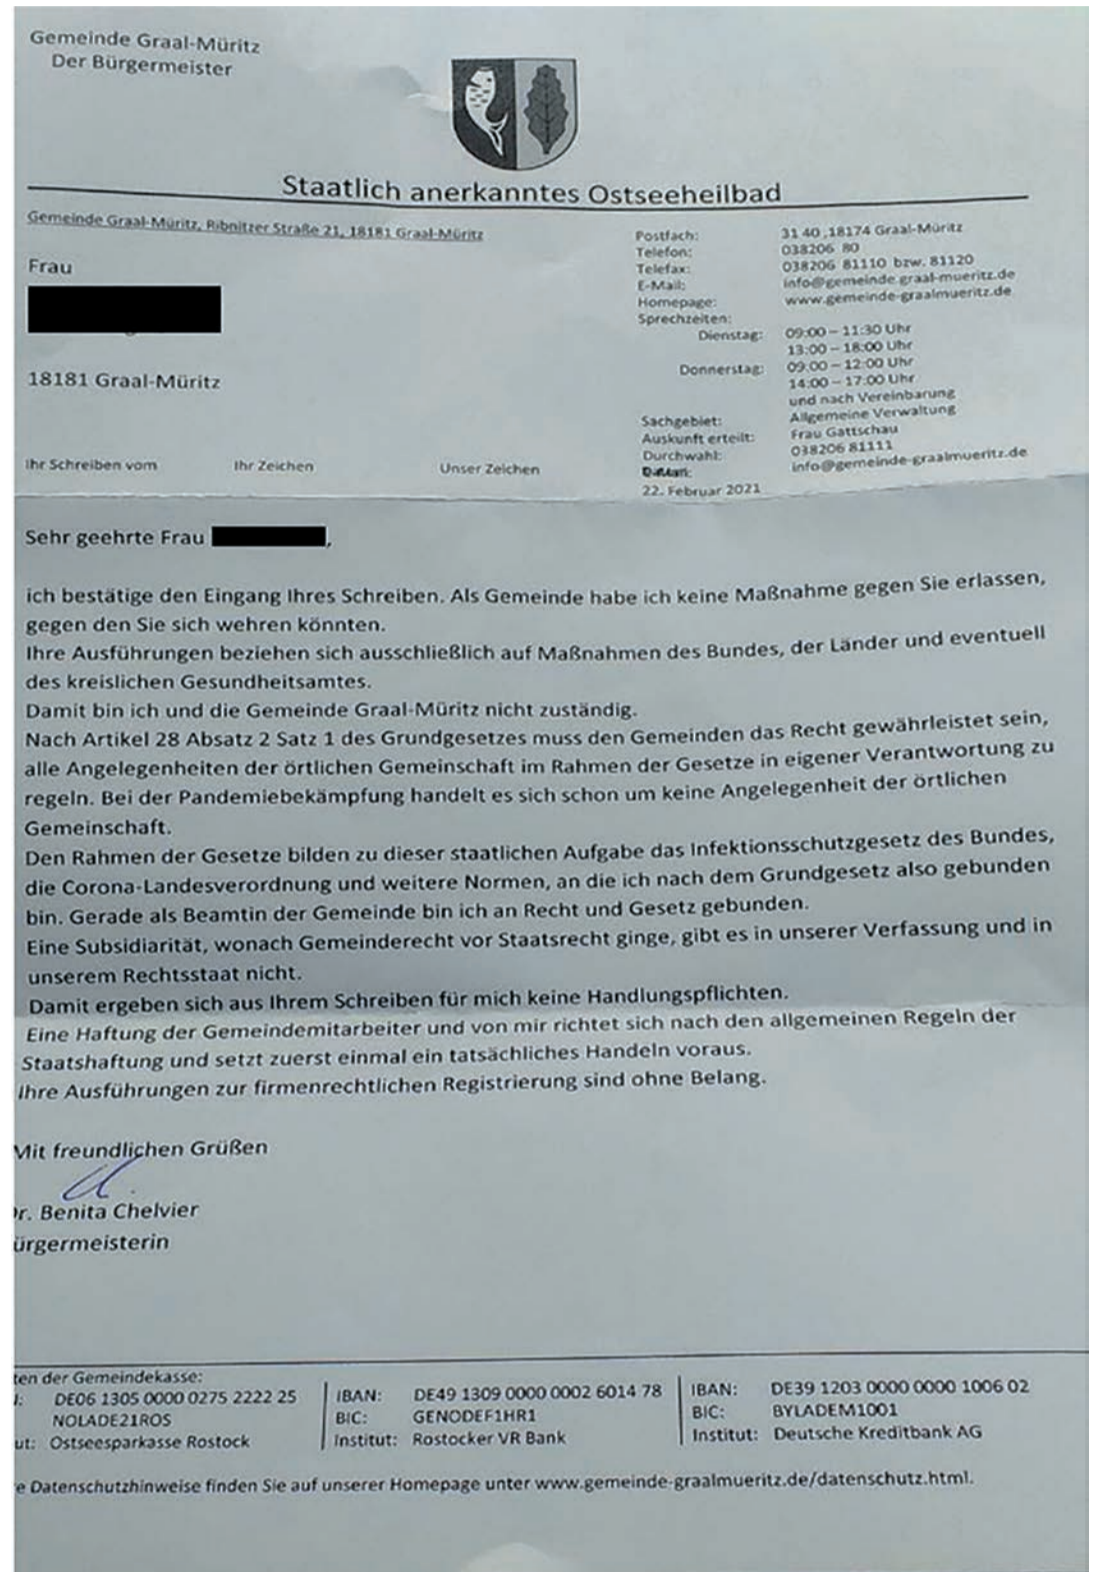 Gemeinde Graal-Müritz
Der Bürgermeister
Staatlich anerkanntes Ostseeheilbad
Gemeinde Graal-Müritz, Ribnitzer Straße 21, 18181 Graal-Müritz
Frau
18181 Graal-Müritz
Postfach: 31 40 ,18174 Graal-Müritz
Telefon: 038206 80
Telefax: 038206 81110 bzw. 81120
E-Mail: info@gemeinde.graal-mueritz.de
Homepage: www.gemeinde-graalmueritz.de
Sprechzeiten:
Dienstag: 09:00 – 11:30 Uhr
13:00 – 18:00 Uhr
Donnerstag: 09:00 – 12:00 Uhr
14:00 – 17:00 Uhr
und nach Vereinbarung
Sachgebiet: Allgemeine Verwaltung
Auskunft erteilt: Frau Gattschau
Durchwahl: 038206 81111
info@gemeinde-graalmueritz.de
22. Februar 2021
Ihr Schreiben vom Ihr Zeichen Unser Zeichen
Sehr geehrte Frau ,
ich bestätige den Eingang Ihres Schreiben. Als Gemeinde habe ich keine Maßnahme gegen Sie erlassen,
gegen den Sie sich wehren könnten.
Ihre Ausführungen beziehen sich ausschließlich auf Maßnahmen des Bundes, der Länder und eventuell
des kreislichen Gesundheitsamtes.
Damit bin ich und die Gemeinde Graal-Müritz nicht zuständig.
Nach Artikel 28 Absatz 2 Satz 1 des Grundgesetzes muss den Gemeinden das Recht gewährleistet sein,
alle Angelegenheiten der örtlichen Gemeinschaft im Rahmen der Gesetze in eigener Verantwortung zu
regeln. Bei der Pandemiebekämpfung handelt es sich schon um keine Angelegenheit der örtlichen
Gemeinschaft.
Den Rahmen der Gesetze bilden zu dieser staatlichen Aufgabe das Infektionsschutzgesetz des Bundes,
die Corona-Landesverordnung und weitere Normen, an die ich nach dem Grundgesetz also gebunden
bin. Gerade als Beamtin der Gemeinde bin ich an Recht und Gesetz gebunden.
Eine Subsidiarität, wonach Gemeinderecht vor Staatsrecht ginge, gibt es in unserer Verfassung und in
unserem Rechtsstaat nicht.
Damit ergeben sich aus Ihrem Schreiben für mich keine Handlungspflichten.
Eine Haftung der Gemeindemitarbeiter und von mir richtet sich nach den allgemeinen Regeln der
Staatshaftung und setzt zuerst einmal ein tatsächliches Handeln voraus.
Ihre Ausführungen zur firmenrechtlichen Registrierung sind ohne Belang.
Mit freundlichen Grüßen
r. Benita Chelvier
ürgermeisterin
ten der Gemeindekasse:
DE06 1305 0000 0275 2222 25 IBAN: DE49 1309 0000 0002 6014 78 IBAN: DE39 1203 0000 0000 1006 02
NOLADE21ROS BIC: GENODEF1HR1 BIC: BYLADEM1001
ut: Ostseesparkasse Rostock Institut: Rostocker VR Bank Institut: Deutsche Kreditbank AG
e Datenschutzhinweise finden Sie auf unserer Homepage unter www.gemeinde-graalmueritz.de/datenschutz.html.